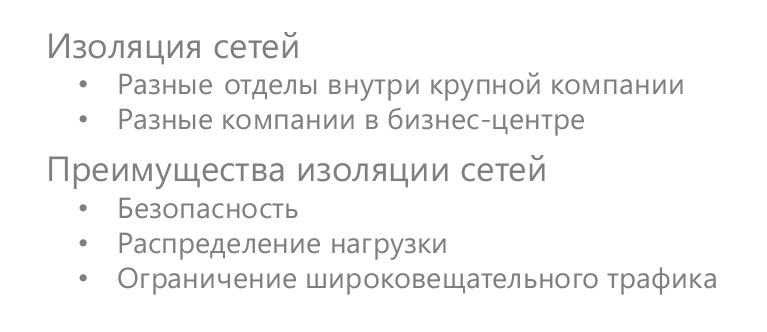 Изоляция сетей
• Разные отделы внутри крупной компании
• Разные компании в бизнес-центре
Преимущества изоляции сетей
• Безопасность
• Распределение нагрузки
• Ограничение широковещательного трафика